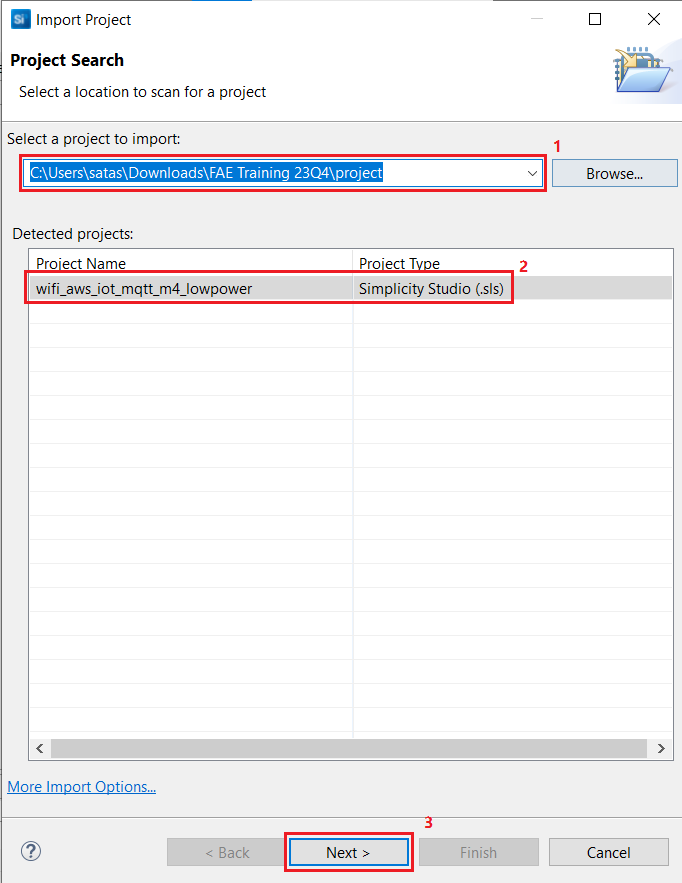 Si Import Project
Project Search
Select a location to scan for a project
Select a project to import:
1
C:\Users\satas\Downloads\FAE Training 23Q4\project
Browse...
Detected projects:
Project Name Project Type
2
wifi_aws_iot_mqtt_m4_lowpower Simplicity Studio (.sls)
More Import Options...
3
? < Back Next > Finish Cancel